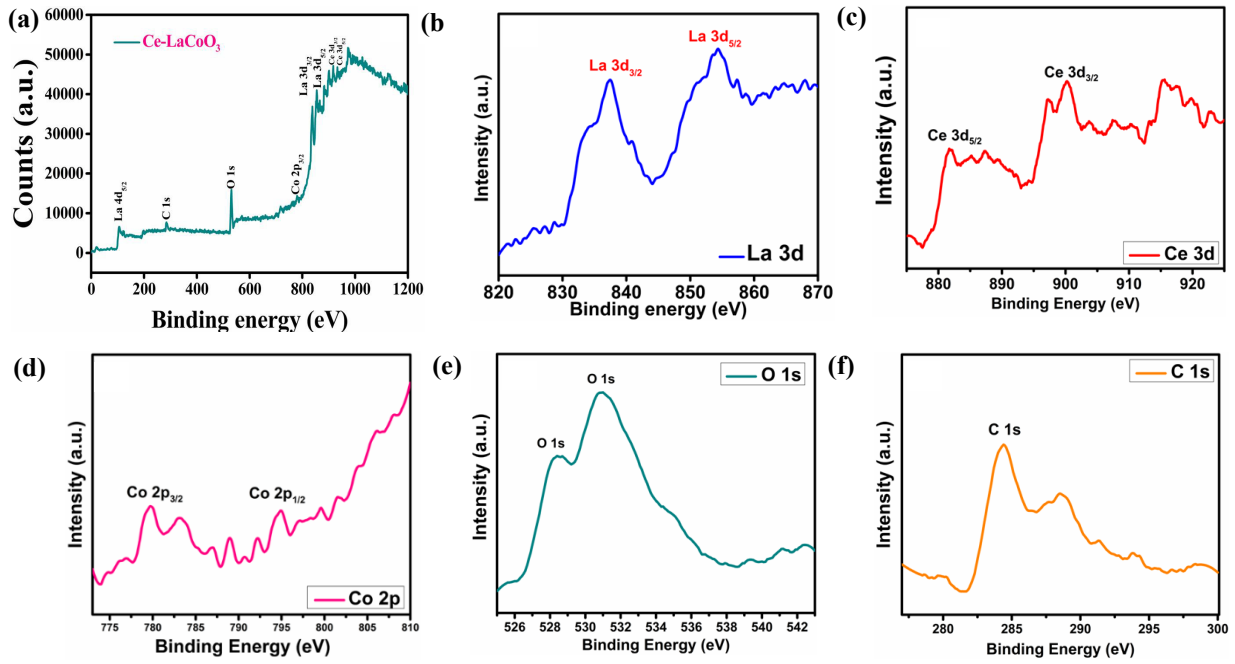 (a)
Counts (a.u.)
60000
50000
40000
30000
20000
10000
0
Ce-LaCoO₃
La 4d₅/₂
C 1s
O 1s
Co 2p₃/₂
La 3d₃/₂
La 3d₅/₂
Ce 3d₃/₂
Ce 3d₅/₂
0 200 400 600 800 1000 1200
Binding energy (eV)
(b)
Intensity (a.u.)
La 3d₃/₂
La 3d₅/₂
La 3d
820 830 840 850 860 870
Binding Energy (eV)
(c)
Intensity (a.u.)
Ce 3d₅/₂
Ce 3d₃/₂
Ce 3d
880 890 900 910 920
Binding Energy (eV)
(d)
Intensity (a.u.)
Co 2p₃/₂
Co 2p₁/₂
Co 2p
775 780 785 790 795 800 805 810
Binding Energy (eV)
(e)
Intensity (a.u.)
O 1s
O 1s
O 1s
526 528 530 532 534 536 538 540 542
Binding Energy (eV)
(f)
Intensity (a.u.)
C 1s
C 1s
280 285 290 295 300
Binding Energy (eV)